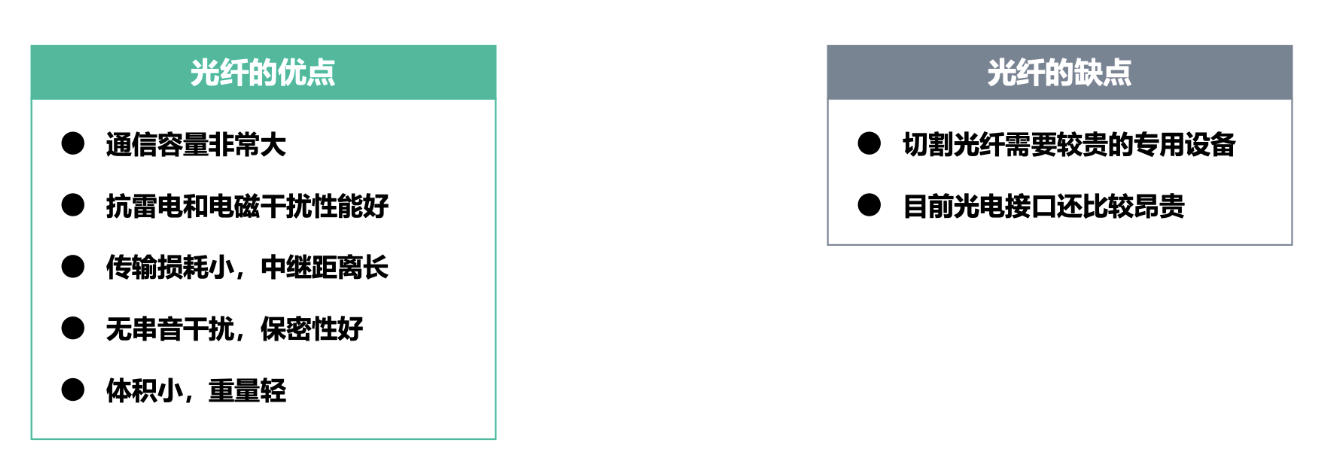 光纤的优点
● 通信容量非常大
● 抗雷电和电磁干扰性能好
● 传输损耗小，中继距离长
● 无串音干扰，保密性好
● 体积小，重量轻
光纤的缺点
● 切割光纤需要较贵的专用设备
● 目前光电接口还比较昂贵